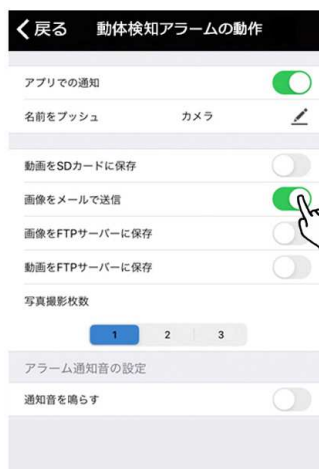 戻る 動体検知アラームの動作
アプリでの通知
名前をプッシュ カメラ
動画をSDカードに保存
画像をメールで送信
画像をFTPサーバーに保存
動画をFTPサーバーに保存
写真撮影枚数
1 2 3
アラーム通知音の設定
通知音を鳴らす